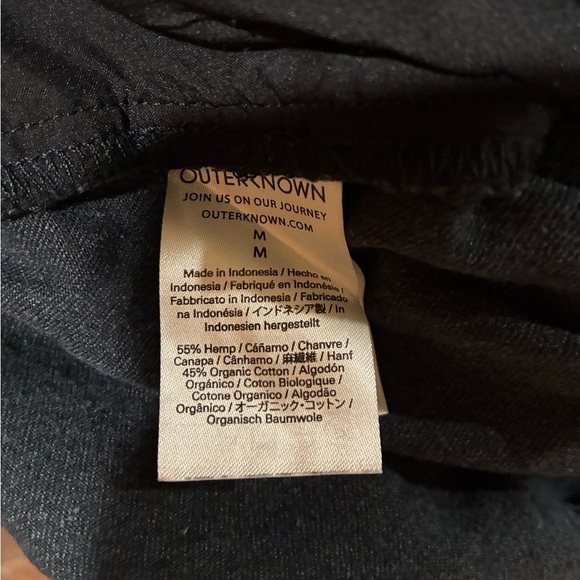 OUTERKNOWN
JOIN US ON OUR JOURNEY
OUTERKNOWN.COM
M
M
Made in Indonesia / Hecho en
Indonesia / Fabriqué en Indonésie /
Fabbricato in Indonesia / Fabricado
na Indonésia / インドネシア製 / In
Indonesien hergestellt
55% Hemp / Cáñamo / Chanvre /
Canapa / Cânhamo / 麻繊維 / Hanf
45% Organic Cotton / Algodón
Orgánico / Coton Biologique /
Cotone Organico / Algodão
Orgânico / オーガニック・コットン /
Organisch Baumwole